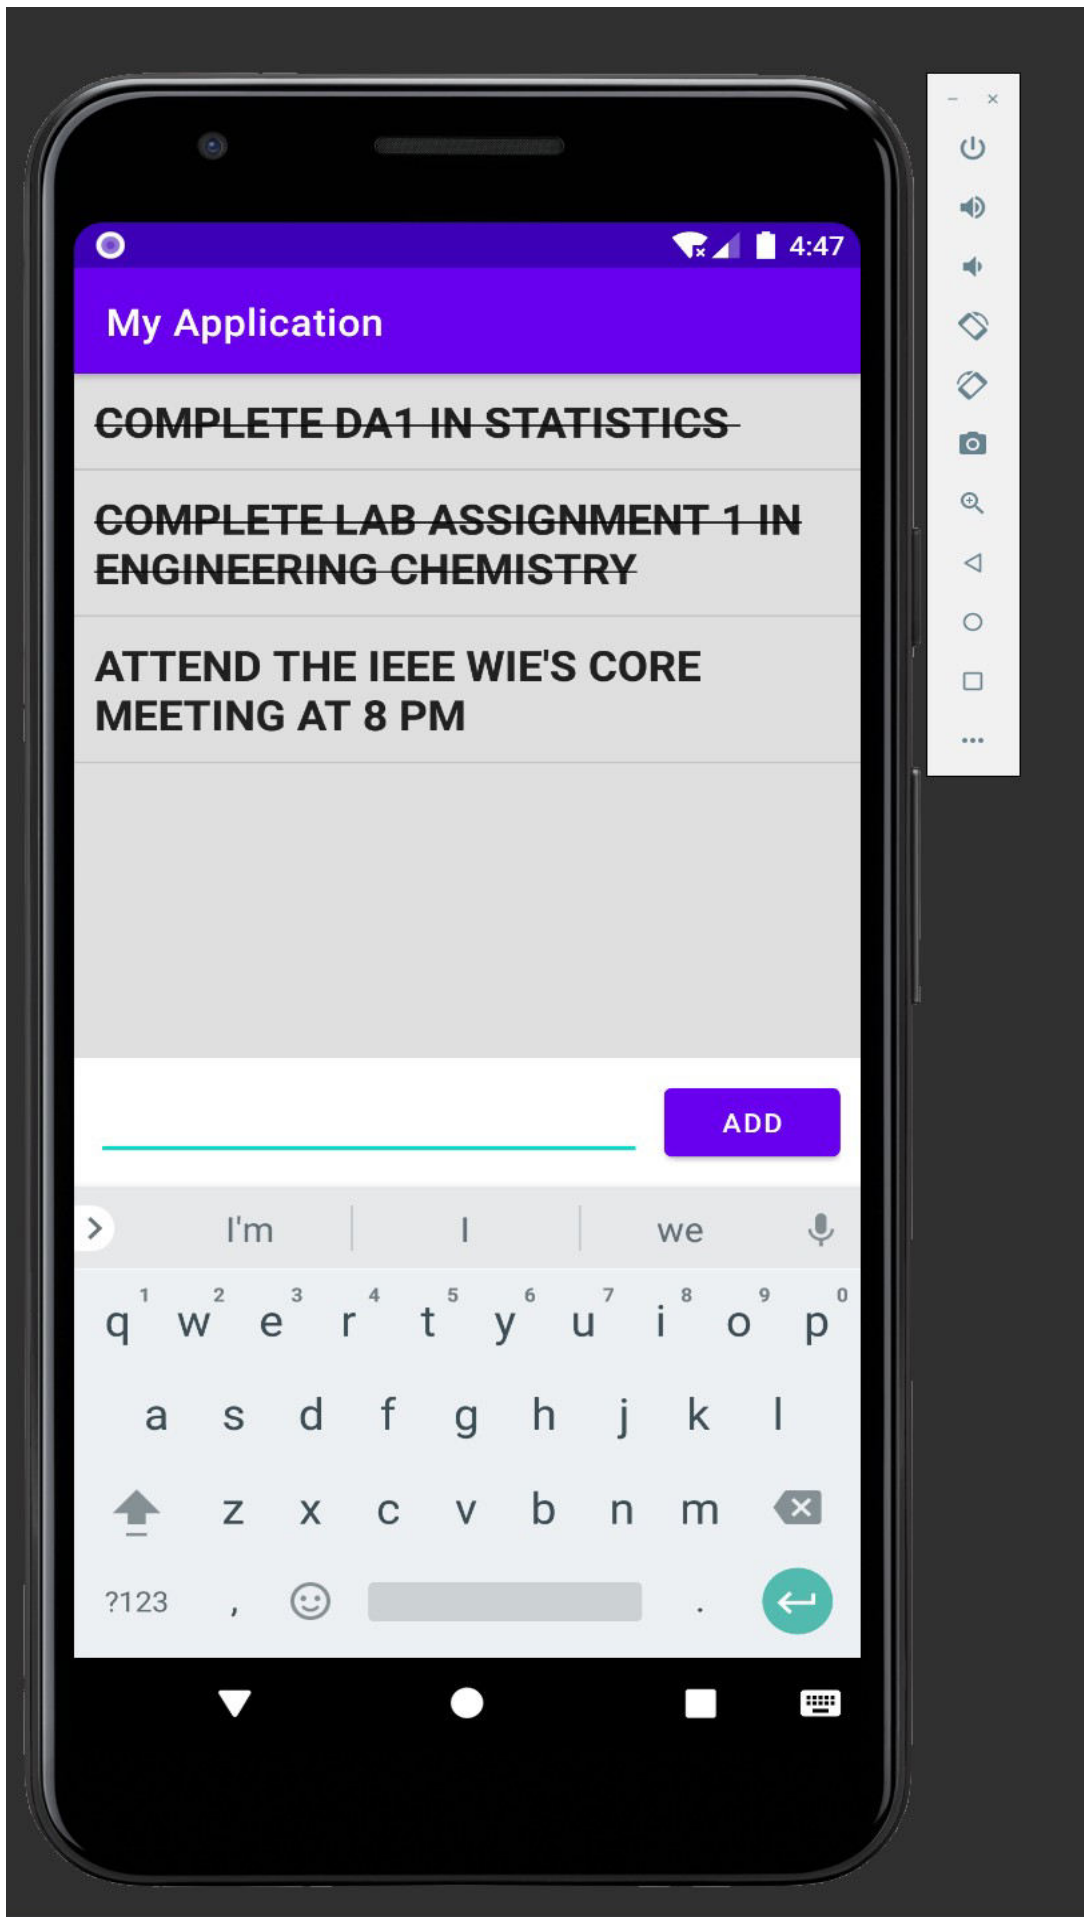 4:47
My Application
COMPLETE DA1 IN STATISTICS
COMPLETE LAB ASSIGNMENT 1 IN
ENGINEERING CHEMISTRY
ATTEND THE IEEE WIE'S CORE
MEETING AT 8 PM
ADD
I'm I we
1 2 3 4 5 6 7 8 9 0
q w e r t y u i o p
a s d f g h j k l
z x c v b n m
?123 , .